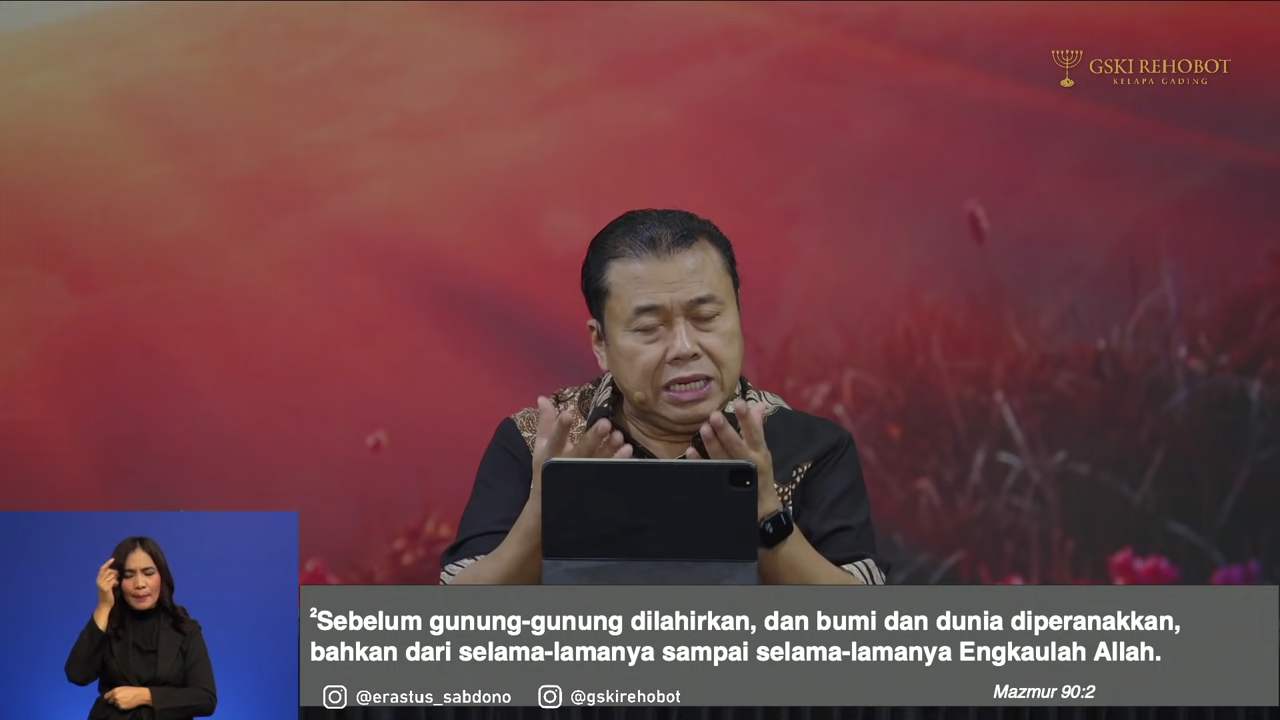 GSKI REHOBOT
KELAPA GADING
²Sebelum gunung-gunung dilahirkan, dan bumi dan dunia diperanakkan,
bahkan dari selama-lamanya sampai selama-lamanya Engkaulah Allah.
@erastus_sabdono @gskirehobot Mazmur 90:2